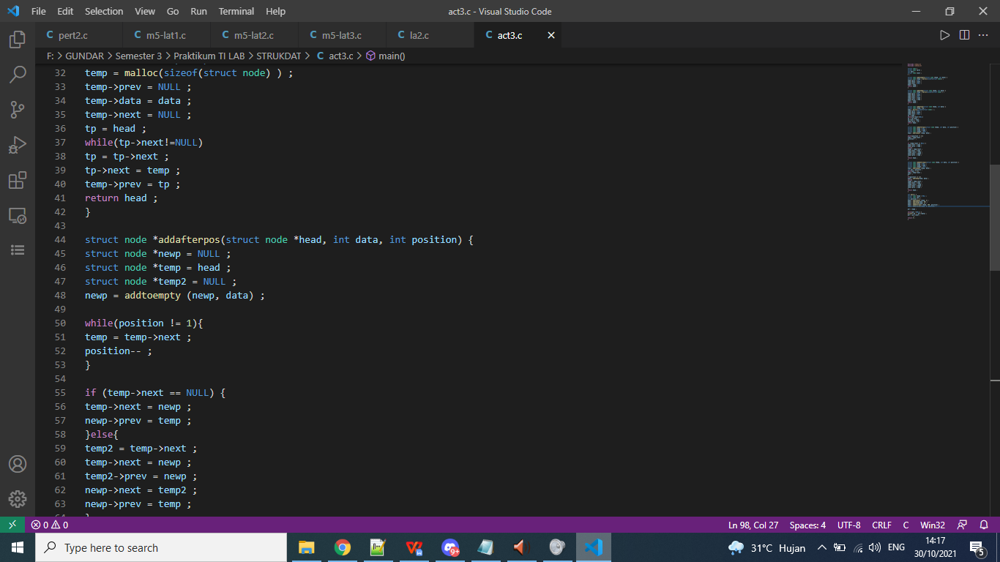 File Edit Selection View Go Run Terminal Help act3.c - Visual Studio Code
pert2.c m5-lat1.c m5-lat2.c m5-lat3.c la2.c act3.c
F: > GUNDAR > Semester 3 > Praktikum TI LAB > STRUKDAT > C act3.c > main()
32 temp = malloc(sizeof(struct node) ) ;
33 temp->prev = NULL ;
34 temp->data = data ;
35 temp->next = NULL ;
36 tp = head ;
37 while(tp->next!=NULL)
38 tp = tp->next ;
39 tp->next = temp ;
40 temp->prev = tp ;
41 return head ;
42 }
43
44 struct node *addafterpos(struct node *head, int data, int position) {
45 struct node *newp = NULL ;
46 struct node *temp = head ;
47 struct node *temp2 = NULL ;
48 newp = addtoempty (newp, data) ;
49
50 while(position != 1){
51 temp = temp->next ;
52 position-- ;
53 }
54
55 if (temp->next == NULL) {
56 temp->next = newp ;
57 newp->prev = temp ;
58 }else{
59 temp2 = temp->next ;
60 temp->next = newp ;
61 temp2->prev = newp ;
62 newp->next = temp2 ;
63 newp->prev = temp ;
0 0 Ln 98, Col 27 Spaces: 4 UTF-8 CRLF C Win32
Type here to search 9+ 31°C Hujan ENG 14:17
30/10/2021 5